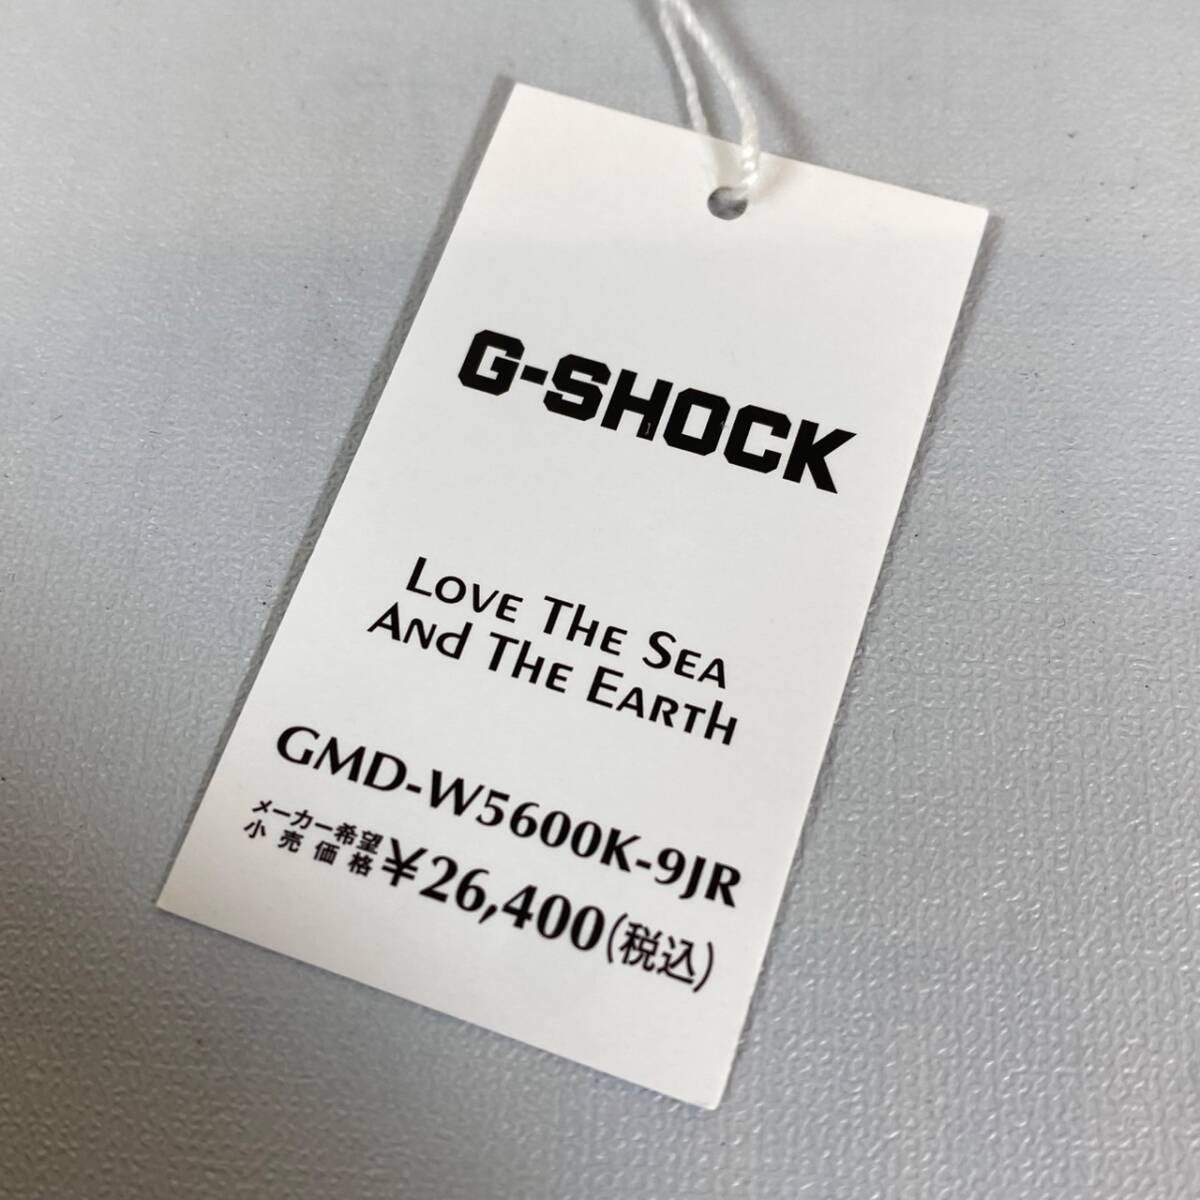 G-SHOCK
Love The Sea
And The Earth
GMD-W5600K-9JR
メーカー希望
小売価格 ¥26,400(税込)